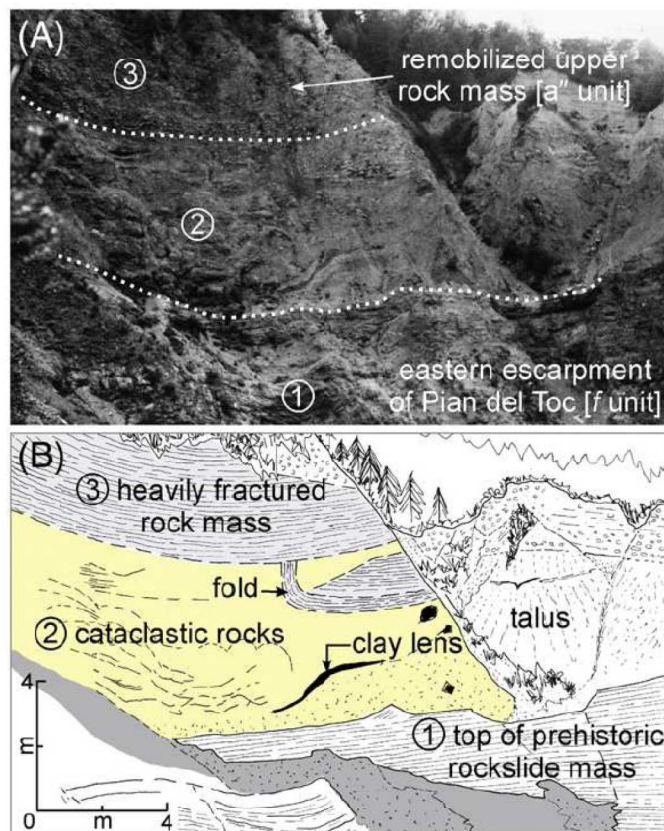 (A)
③
remobilized upper
rock mass [a" unit]
②
eastern escarpment
of Pian del Toc [f unit]
①
(B)
③ heavily fractured
rock mass
fold
② cataclastic rocks
clay lens
talus
① top of prehistoric
rockslide mass
4
m
0 m 4